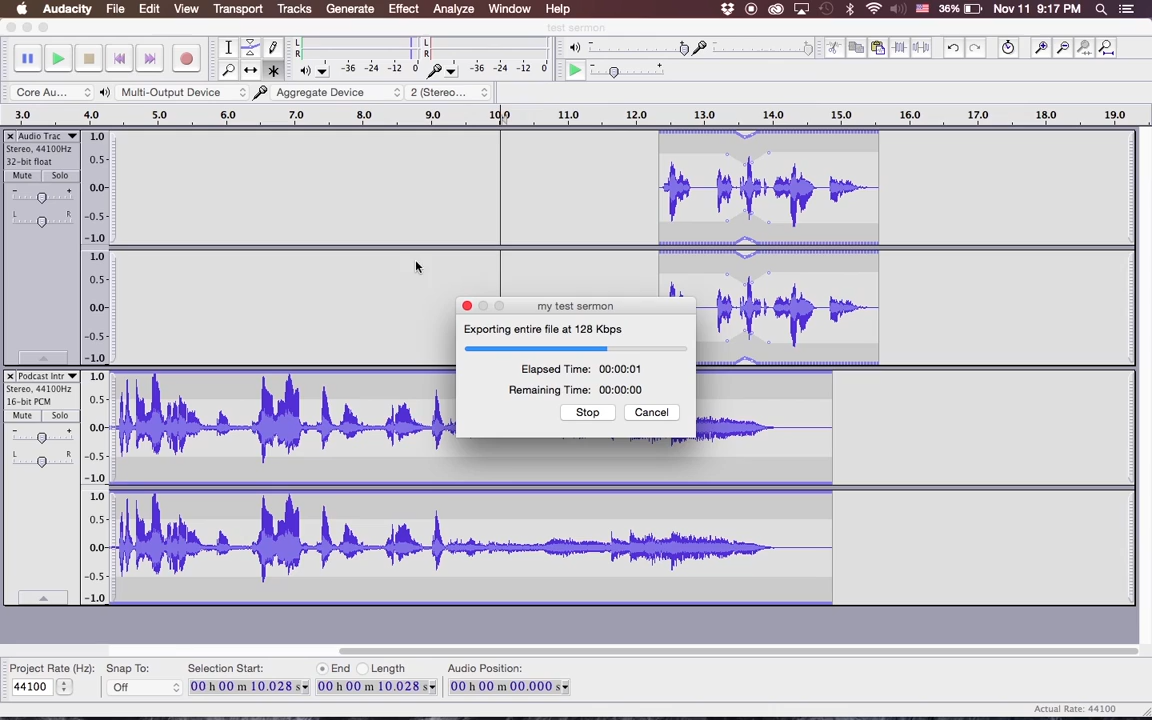 Audacity File Edit View Transport Tracks Generate Effect Analyze Window Help 36% Nov 11 9:17 PM
test sermon
L R -36 -24 -12 0 L R -36 -24 -12 0
Core Au... Multi-Output Device Aggregate Device 2 (Stereo...
3.0 4.0 5.0 6.0 7.0 8.0 9.0 10.0 11.0 12.0 13.0 14.0 15.0 16.0 17.0 18.0 19.0
Audio Trac 1.0
Stereo, 44100Hz
32-bit float 0.5-
Mute Solo 0.0-
- +
L R -0.5-
-1.0
1.0
0.5-
0.0-
-0.5-
-1.0
my test sermon
Exporting entire file at 128 Kbps
Elapsed Time: 00:00:01
Remaining Time: 00:00:00
Stop Cancel
Podcast Intr 1.0
Stereo, 44100Hz
16-bit PCM 0.5-
Mute Solo 0.0-
- +
L R -0.5-
-1.0
1.0
0.5-
0.0-
-0.5-
-1.0
Project Rate (Hz): Snap To: Selection Start: End Length Audio Position:
44100 Off 00 h 00 m 10.028 s 00 h 00 m 10.028 s 00 h 00 m 00.000 s
Actual Rate: 44100